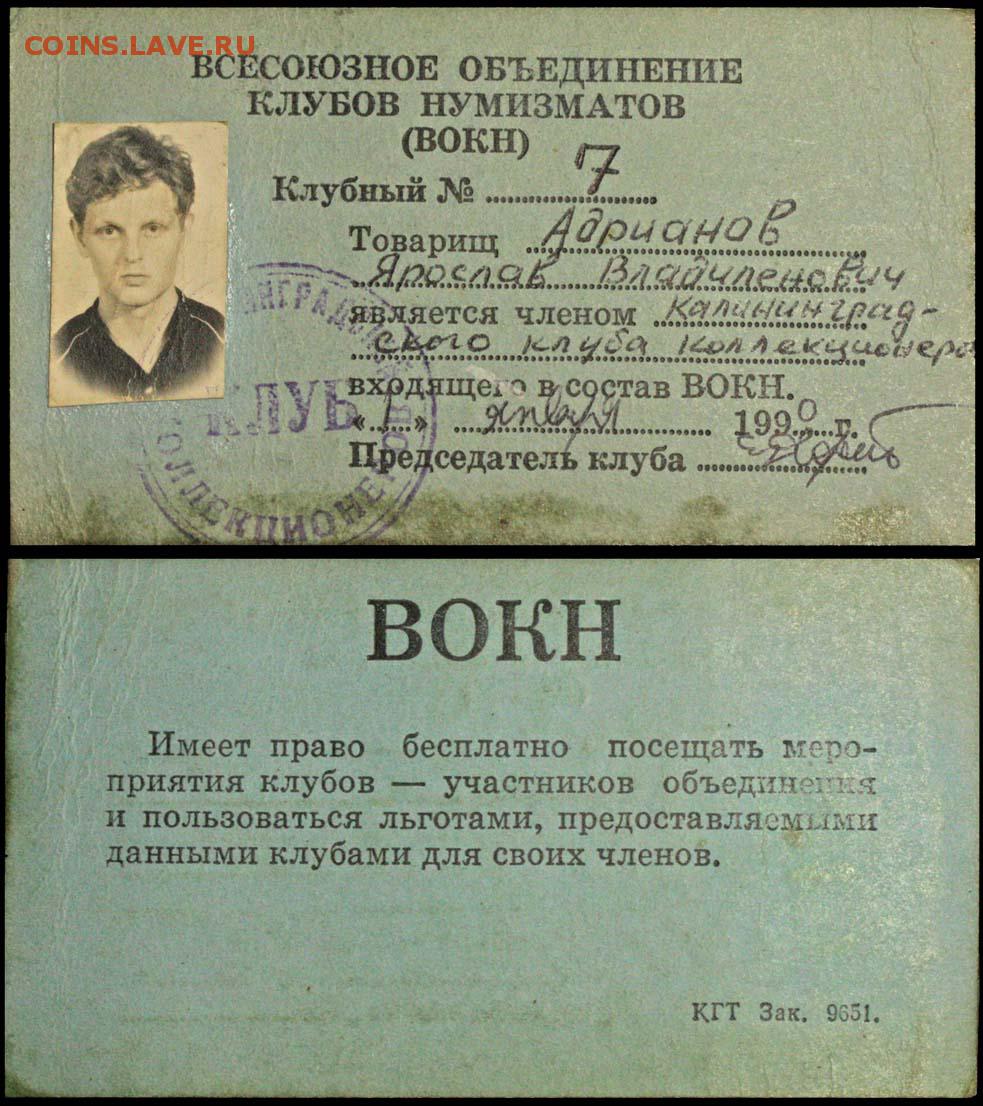 COINS.LAVE.RU
ВСЕСОЮЗНОЕ ОБЪЕДИНЕНИЕ
КЛУБОВ НУМИЗМАТОВ
(ВОКН)
Клубный № 7
Товарищ Адрианов
Ярослав Владиленович
является членом Калининград-
ского клуба коллекционеров
входящего в состав ВОКН.
«1» января 1990 г.
Председатель клуба
КЛУБ
КОЛЛЕКЦИОНЕРОВ
ВОКН
Имеет право бесплатно посещать меро-
приятия клубов — участников объединения
и пользоваться льготами, предоставляемыми
данными клубами для своих членов.
КГТ Зак. 9651.